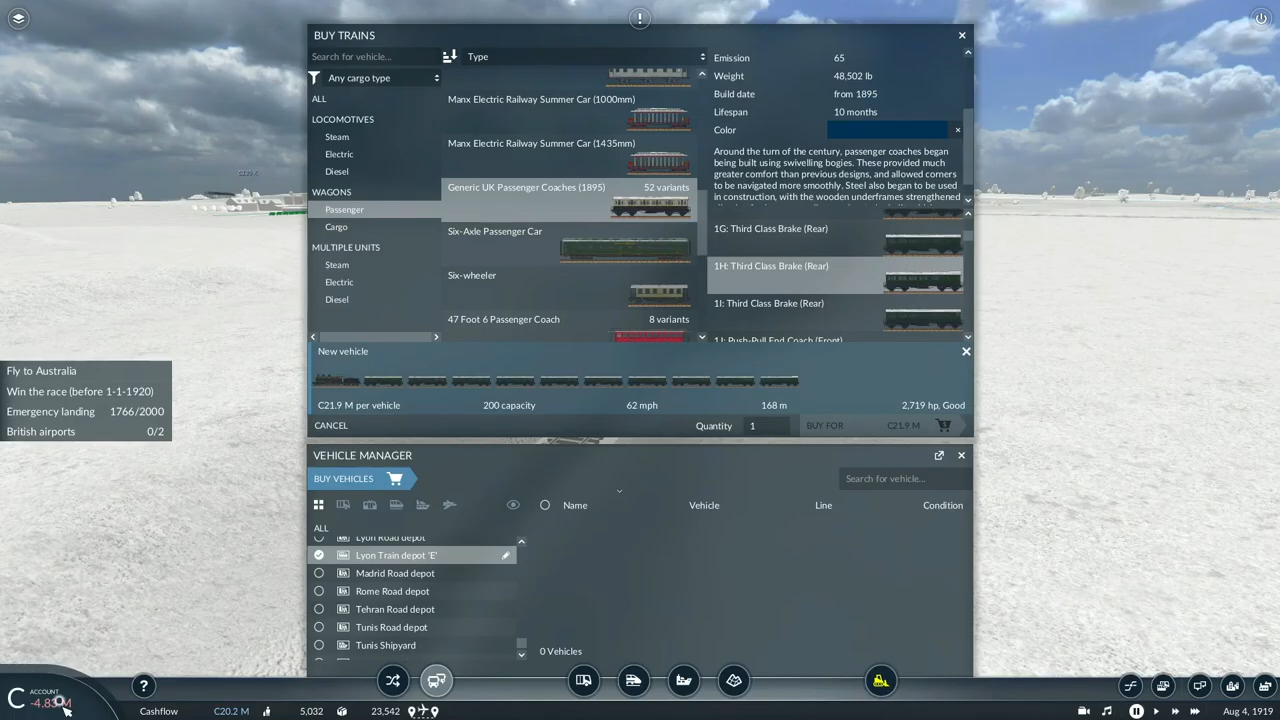 BUY TRAINS
Search for vehicle...
Type
Any cargo type
ALL
LOCOMOTIVES
Steam
Electric
Diesel
WAGONS
Passenger
Cargo
MULTIPLE UNITS
Steam
Electric
Diesel
Manx Electric Railway Summer Car (1000mm)
Manx Electric Railway Summer Car (1435mm)
Generic UK Passenger Coaches (1895) 52 variants
Six-Axle Passenger Car
Six-wheeler
47 Foot 6 Passenger Coach 8 variants
Emission 65
Weight 48,502 lb
Build date from 1895
Lifespan 10 months
Color
Around the turn of the century, passenger coaches began
being built using swivelling bogies. These provided much
greater comfort than previous designs, and allowed corners
to be navigated more smoothly. Steel also began to be used
in construction, with the wooden underframes strengthened
1G: Third Class Brake (Rear)
1H: Third Class Brake (Rear)
1I: Third Class Brake (Rear)
1J: Push-Pull End Coach (Front)
New vehicle
C21.9 M per vehicle 200 capacity 62 mph 168 m 2,719 hp, Good
CANCEL Quantity 1 BUY FOR C21.9 M
Fly to Australia
Win the race (before 1-1-1920)
Emergency landing 1766/2000
British airports 0/2
VEHICLE MANAGER
BUY VEHICLES
Search for vehicle...
Name Vehicle Line Condition
ALL
Lyon Road depot
Lyon Train depot 'E'
Madrid Road depot
Rome Road depot
Tehran Road depot
Tunis Road depot
Tunis Shipyard
0 Vehicles
C ACCOUNT
?
Cashflow C20.2 M 5,032 23,542
Aug 4, 1919